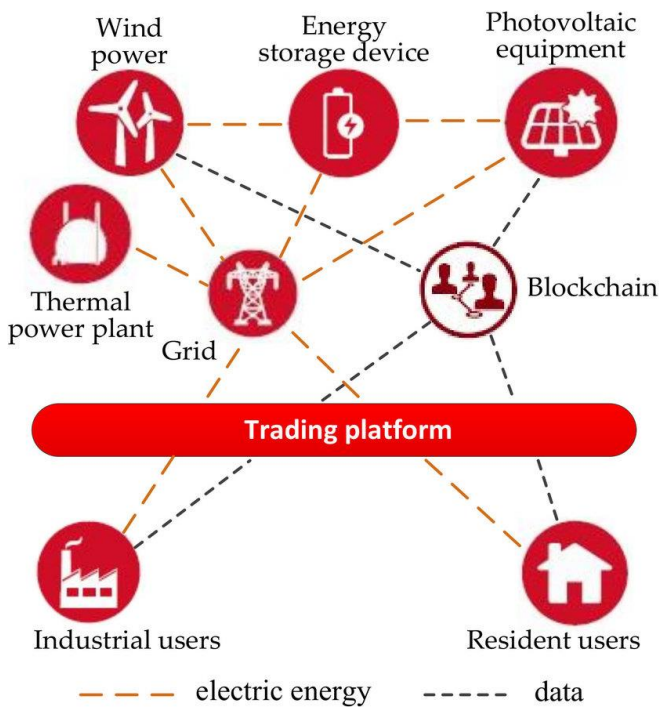 Wind
power
Energy
storage device
Photovoltaic
equipment
Thermal
power plant
Grid
Blockchain
Trading platform
Industrial users
Resident users
electric energy
data